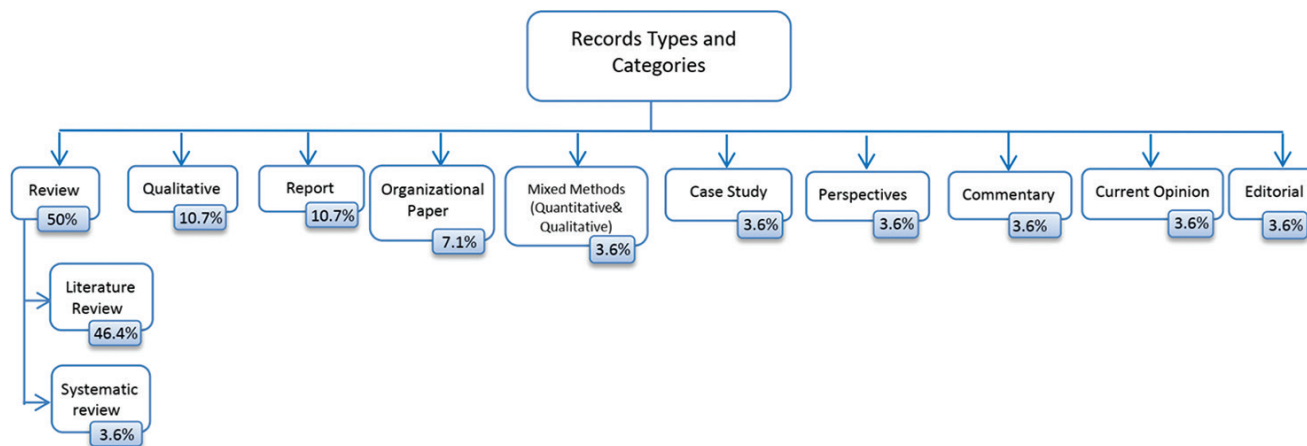 Records Types and
Categories
Review
50%
Qualitative
10.7%
Report
10.7%
Organizational
Paper
7.1%
Mixed Methods
(Quantitative&
Qualitative)
3.6%
Case Study
3.6%
Perspectives
3.6%
Commentary
3.6%
Current Opinion
3.6%
Editorial
3.6%
Literature
Review
46.4%
Systematic
review
3.6%